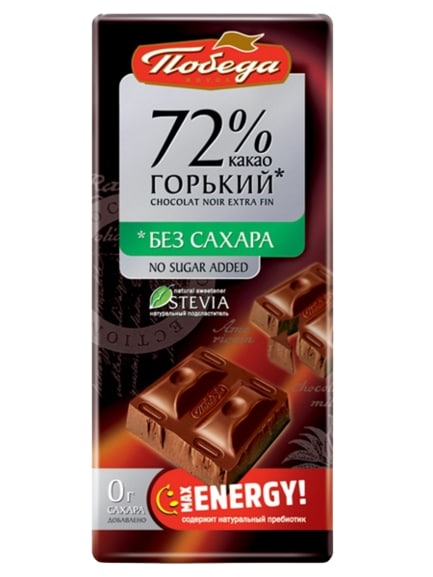 Победа
72%
какао
ГОРЬКИЙ*
CHOCOLAT NOIR EXTRA FIN
*БЕЗ САХАРА
NO SUGAR ADDED
natural sweetener
STEVIA
натуральный подсластитель
0г
САХАРА
ДОБАВЛЕНО
MAX
ENERGY!
содержит натуральный пребиотик